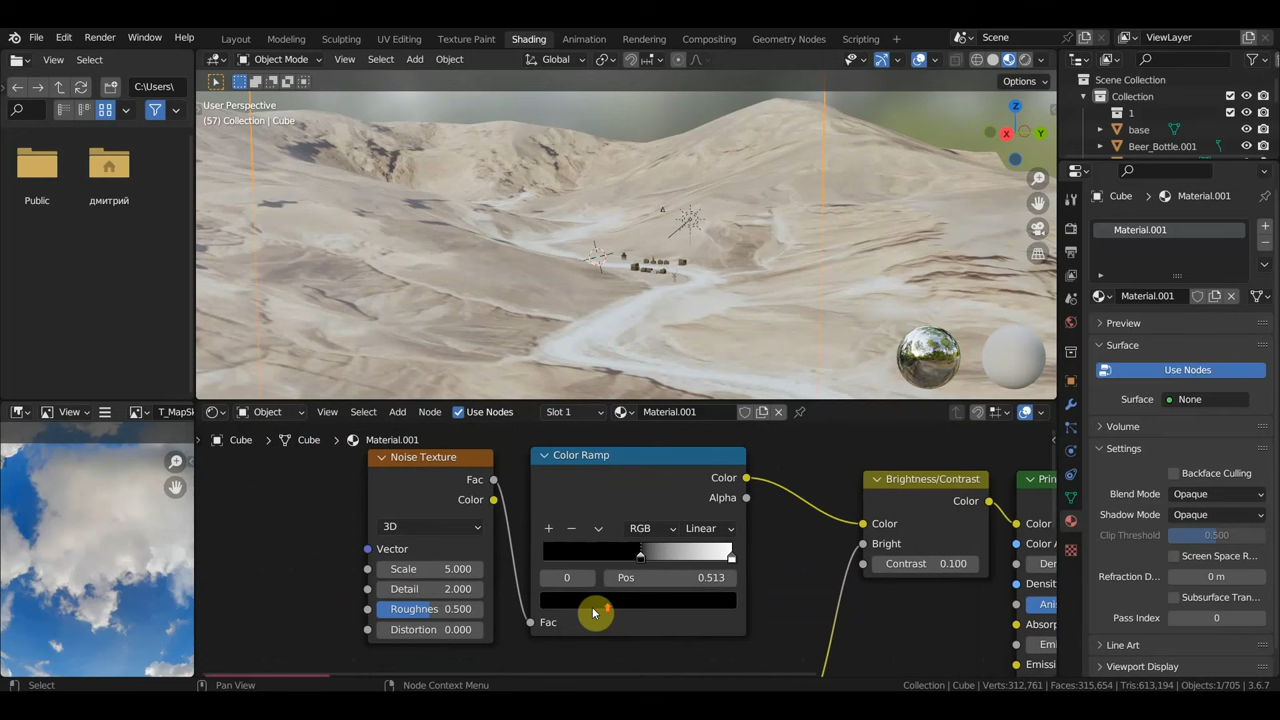 File Edit Render Window Help
Layout Modeling Sculpting UV Editing Texture Paint Shading Animation Rendering Compositing Geometry Nodes Scripting +
Scene
ViewLayer
View Select
Object Mode
View Select Add Object
Global
C:\Users\
Options
User Perspective
(57) Collection | Cube
Z
X
Y
Public
дмитрий
Scene Collection
Collection
1
base
Beer_Bottle.001
Cube
Material.001
Material.001
Material.001
Preview
Surface
Use Nodes
Surface
None
Volume
Settings
Backface Culling
Blend Mode
Opaque
Shadow Mode
Opaque
Clip Threshold
0.500
Screen Space R...
Refraction D...
0 m
Subsurface Tran...
Pass Index
0
Line Art
Viewport Display
View
T_MapSk
Object
View Select Add Node
Use Nodes
Slot 1
Material.001
Cube
Cube
Material.001
Noise Texture
Fac
Color
3D
Vector
Scale 5.000
Detail 2.000
Roughnes 0.500
Distortion 0.000
Color Ramp
Color
Alpha
RGB
Linear
0
Pos 0.513
Fac
Brightness/Contrast
Color
Color
Bright
Contrast 0.100
Prin
Color
Color A
Den
Densit
Anis
Absorp
Em
Emissi
Select
Pan View
Node Context Menu
Collection | Cube | Verts:312,761 | Faces:315,654 | Tris:613,194 | Objects:1/705 | 3.6.7